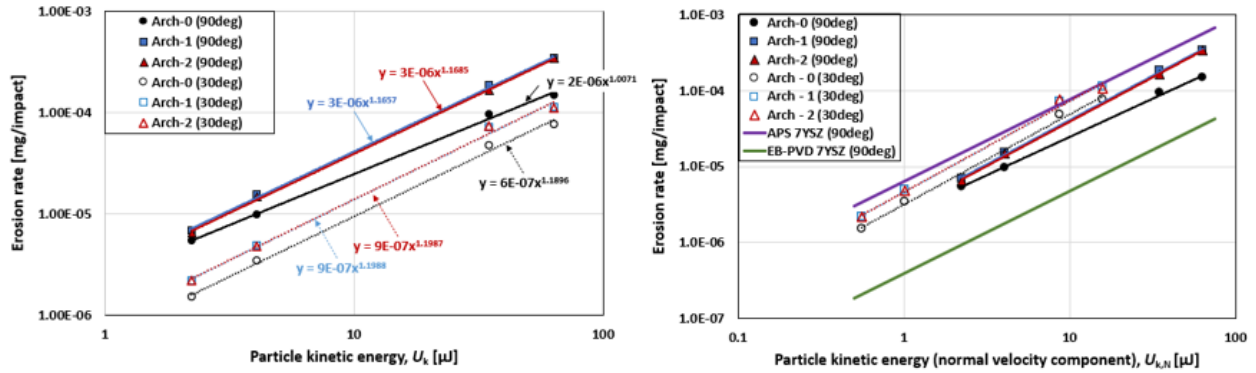 1.00E-03
1.00E-04
1.00E-05
1.00E-06
Erosion rate [mg/impact]
Arch-0 (90deg)
Arch-1 (90deg)
Arch-2 (90deg)
Arch-0 (30deg)
Arch-1 (30deg)
Arch-2 (30deg)
y = 3E-06x^1.1685
y = 2E-06x^1.0071
y = 3E-06x^1.1657
y = 6E-07x^1.1896
y = 9E-07x^1.1987
y = 9E-07x^1.1988
1
10
100
Particle kinetic energy, Uk [μJ]
1.0E-03
1.0E-04
1.0E-05
1.0E-06
1.0E-07
Erosion rate [mg/impact]
Arch-0 (90deg)
Arch-1 (90deg)
Arch-2 (90deg)
Arch - 0 (30deg)
Arch - 1 (30deg)
Arch - 2 (30deg)
APS 7YSZ (90deg)
EB-PVD 7YSZ (90deg)
0.1
1
10
100
Particle kinetic energy (normal velocity component), Uk,N [μJ]